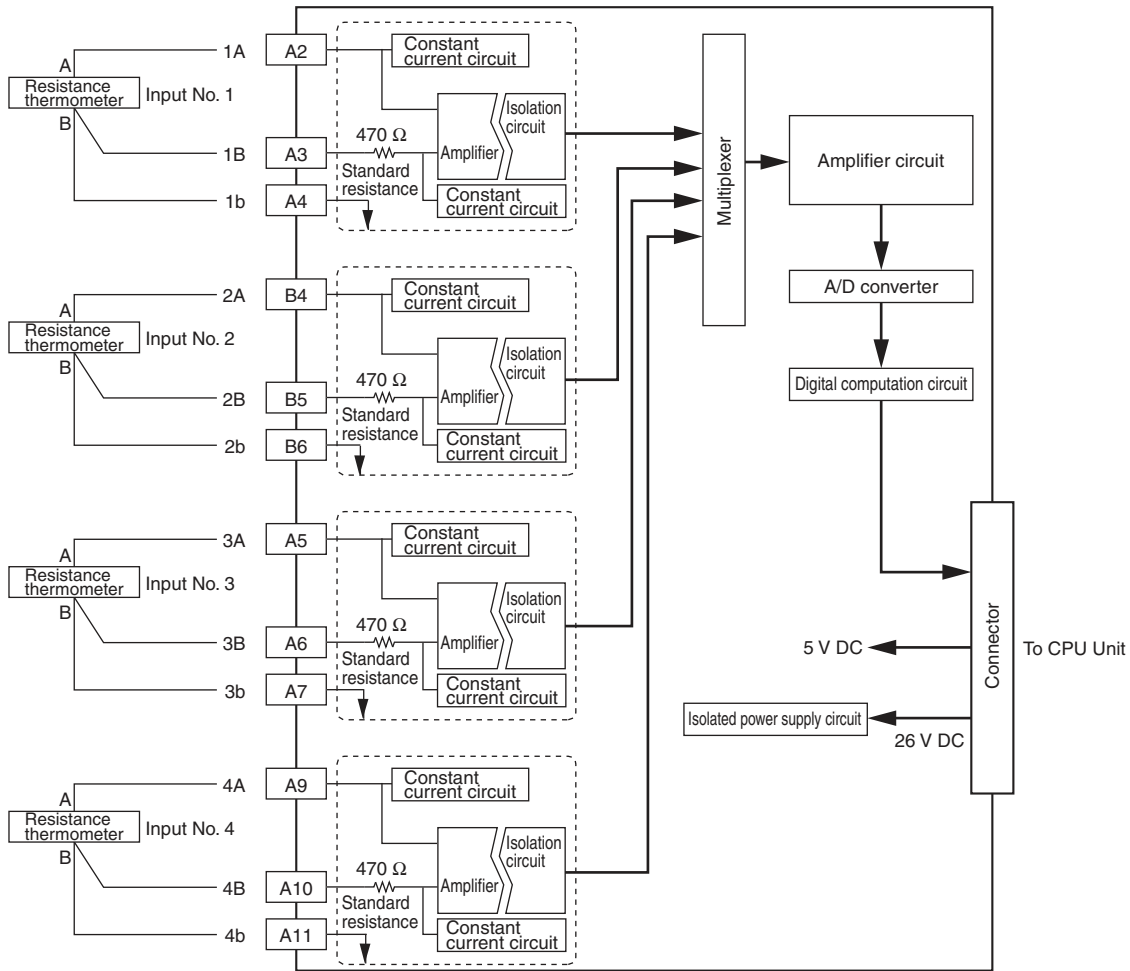 1A
A2
Constant
current circuit
A
Resistance
thermometer
Input No. 1
B
1B
A3
470 Ω
Standard
resistance
Amplifier
Isolation
circuit
Constant
current circuit
1b
A4
2A
B4
Constant
current circuit
A
Resistance
thermometer
Input No. 2
B
2B
B5
470 Ω
Standard
resistance
Amplifier
Isolation
circuit
Constant
current circuit
2b
B6
3A
A5
Constant
current circuit
A
Resistance
thermometer
Input No. 3
B
3B
A6
470 Ω
Standard
resistance
Amplifier
Isolation
circuit
Constant
current circuit
3b
A7
4A
A9
Constant
current circuit
A
Resistance
thermometer
Input No. 4
B
4B
A10
470 Ω
Standard
resistance
Amplifier
Isolation
circuit
Constant
current circuit
4b
A11
Multiplexer
Amplifier circuit
A/D converter
Digital computation circuit
5 V DC
Isolated power supply circuit
26 V DC
Connector
To CPU Unit